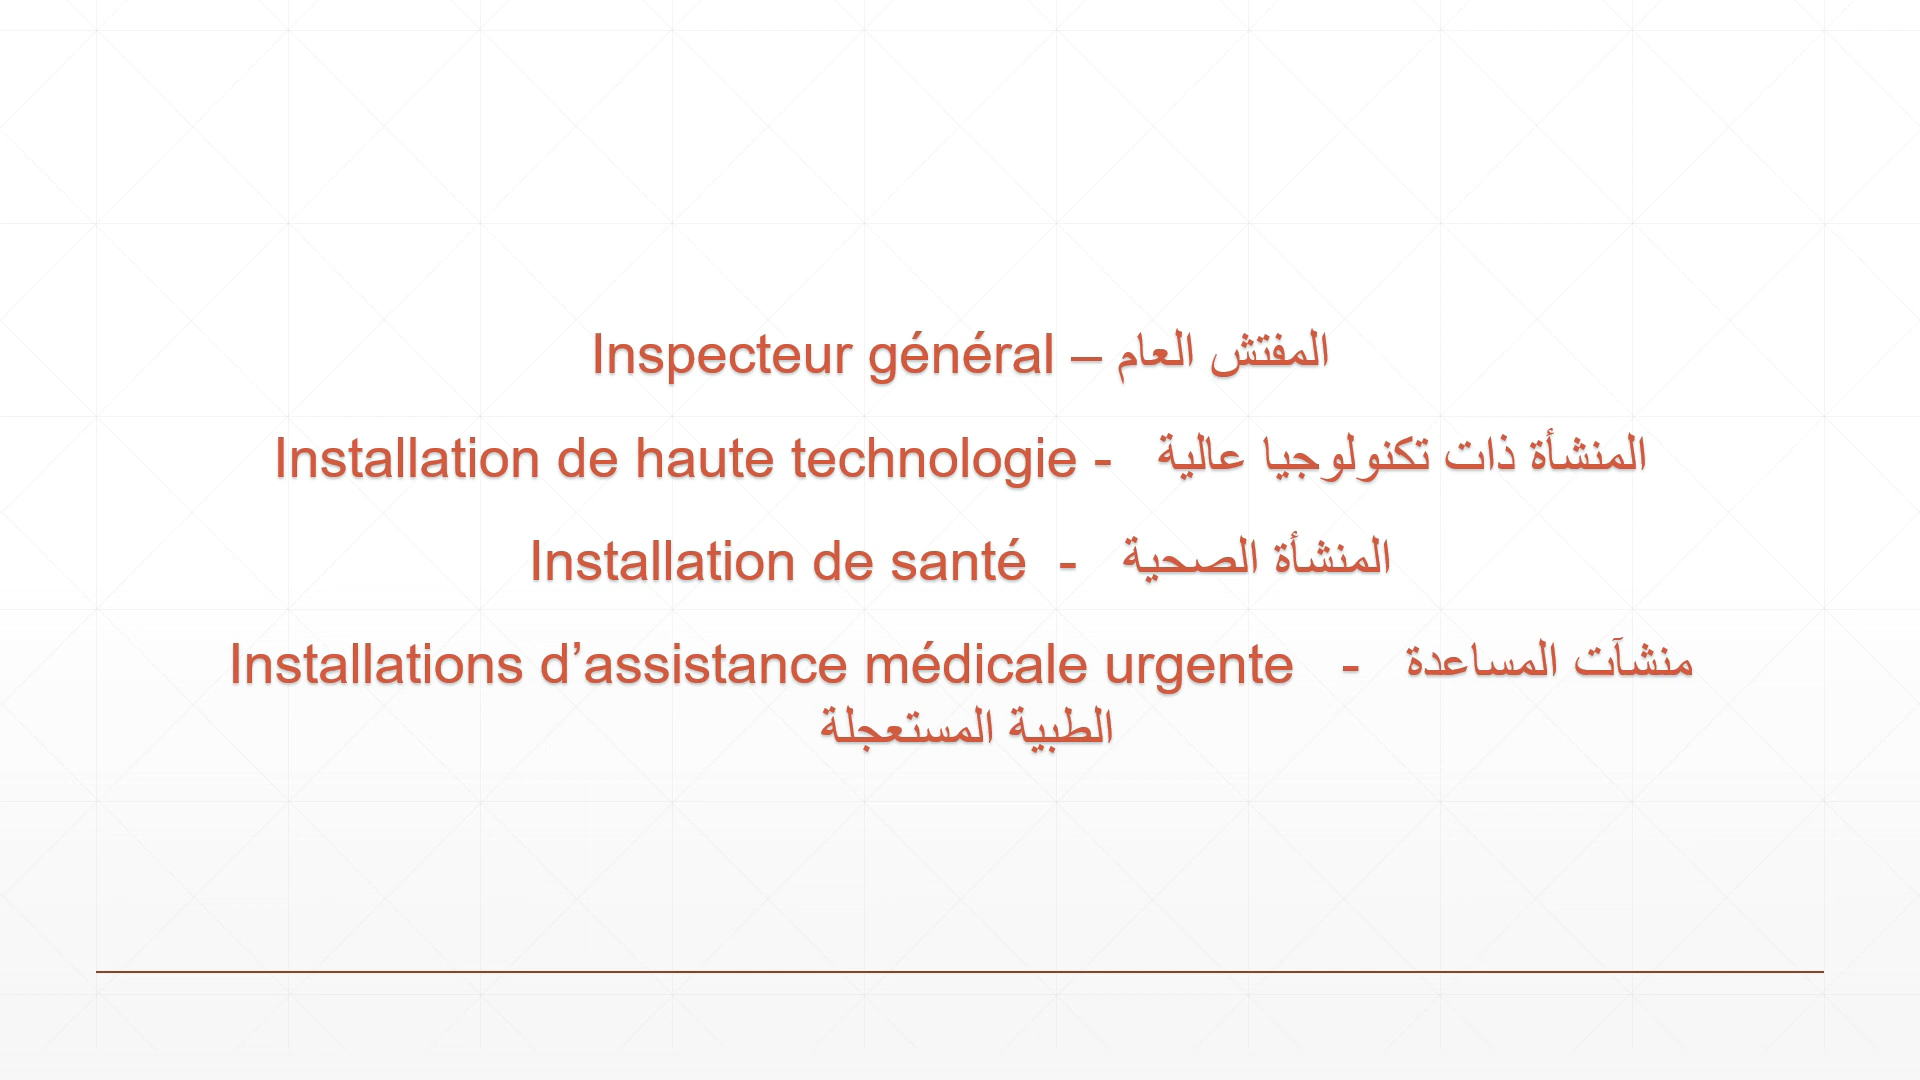 Inspecteur général – المفتش العام
Installation de haute technologie - المنشأة ذات تكنولوجيا عالية
Installation de santé - المنشأة الصحية
Installations d’assistance médicale urgente - منشآت المساعدة
الطبية المستعجلة